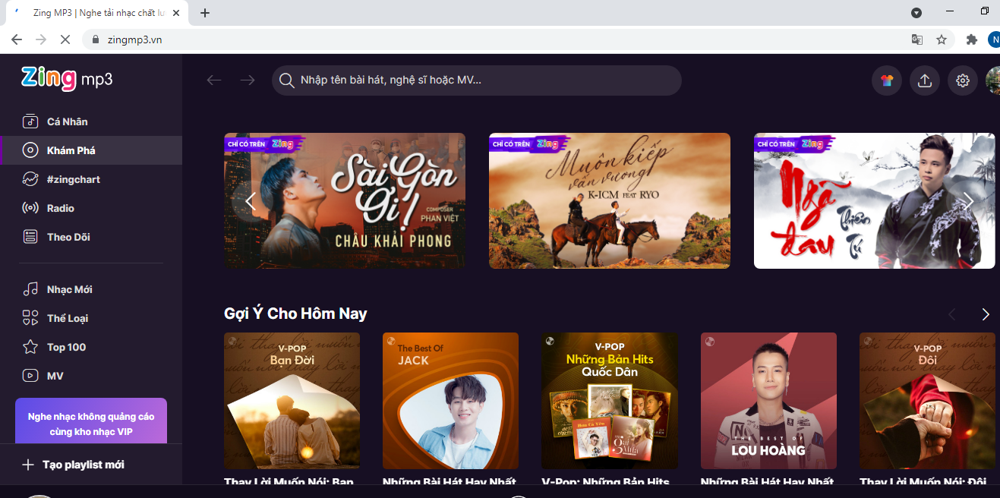 Zing MP3 | Nghe tải nhạc chất lư
zingmp3.vn
N
Zing mp3
Nhập tên bài hát, nghệ sĩ hoặc MV...
Cá Nhân
Khám Phá
#zingchart
Radio
Theo Dõi
Nhạc Mới
Thể Loại
Top 100
MV
Nghe nhạc không quảng cáo
cùng kho nhạc VIP
Tạo playlist mới
CHỈ CÓ TRÊN Zing
Sài Gòn
Ơi!
COMPOSER
PHAN VIỆT
CHÂU KHẢI PHONG
CHỈ CÓ TRÊN Zing
Muôn kiếp
vấn vương
K-ICM FEAT RYO
CHỈ CÓ TRÊN Zing
Ngã
đau
Thiên
Tú
Gợi Ý Cho Hôm Nay
V-POP
Bạn Đời
The Best Of
JACK
V-POP
Những Bản Hits
Quốc Dân
THE BEST OF
LOU HOÀNG
V-POP
Đôi
Thay Lời Muốn Nói: Bạn
Những Bài Hát Hay Nhất
V-Pop: Những Bản Hits
Những Bài Hát Hay Nhất
Thay Lời Muốn Nói: Đôi